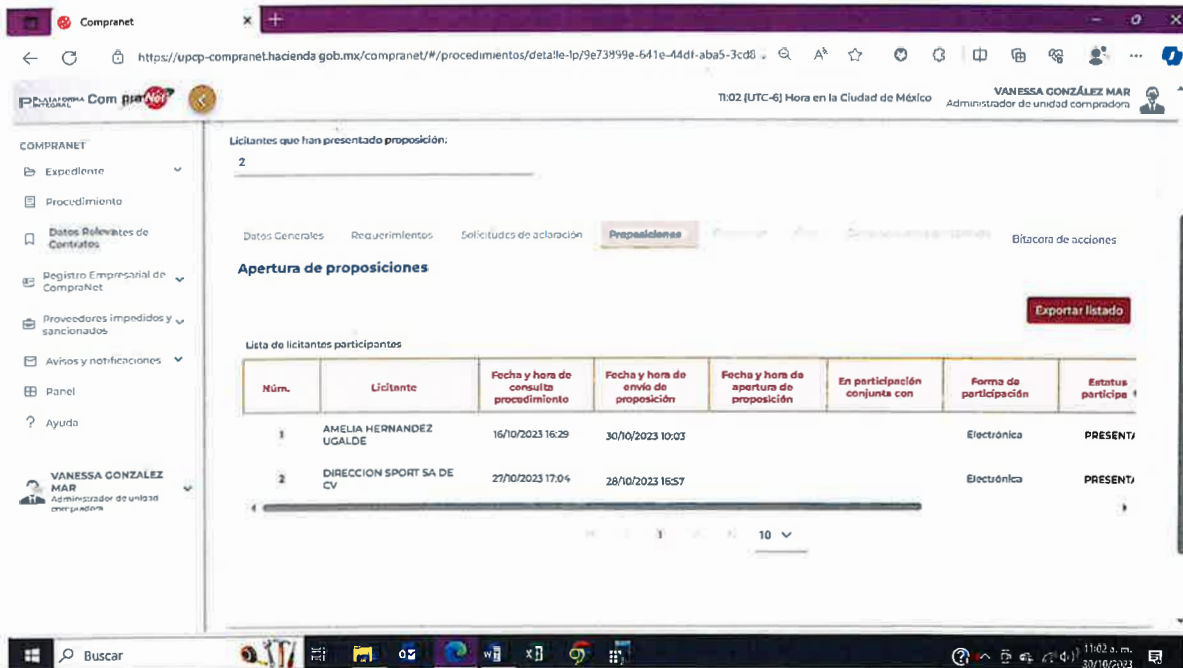 Compranet
https://upcp-compranet.hacienda.gob.mx/compranet/#/procedimientos/detalle-lp/9e73f899e-641e-44df-aba5-3cd8
PLATAFORMA INTEGRAL CompraNet
11:02 (UTC-6) Hora en la Ciudad de México
VANESSA GONZÁLEZ MAR
Administrador de unidad compradora
COMPRANET
Expediente
Procedimiento
Datos Relevantes de
Contratos
Registro Empresarial de
CompraNet
Proveedores impedidos y
sancionados
Avisos y notificaciones
Panel
Ayuda
VANESSA GONZALEZ
MAR
Administrador de unidad
compradora
Licitantes que han presentado proposición:
2
Datos Generales Requerimientos Solicitudes de aclaración Proposiciones Bitacora de acciones
Apertura de proposiciones
Exportar listado
Lista de licitantes participantes
Núm. Licitante Fecha y hora de consulta procedimiento Fecha y hora de envío de proposición Fecha y hora de apertura de proposición En participación conjunta con Forma de participación Estatus participa
1 AMELIA HERNANDEZ UGALDE 16/10/2023 16:29 30/10/2023 10:03 Electrónica PRESENTA
2 DIRECCION SPORT SA DE CV 27/10/2023 17:04 28/10/2023 16:57 Electrónica PRESENTA
1 10
Buscar
11:02 a. m.
30/10/2023